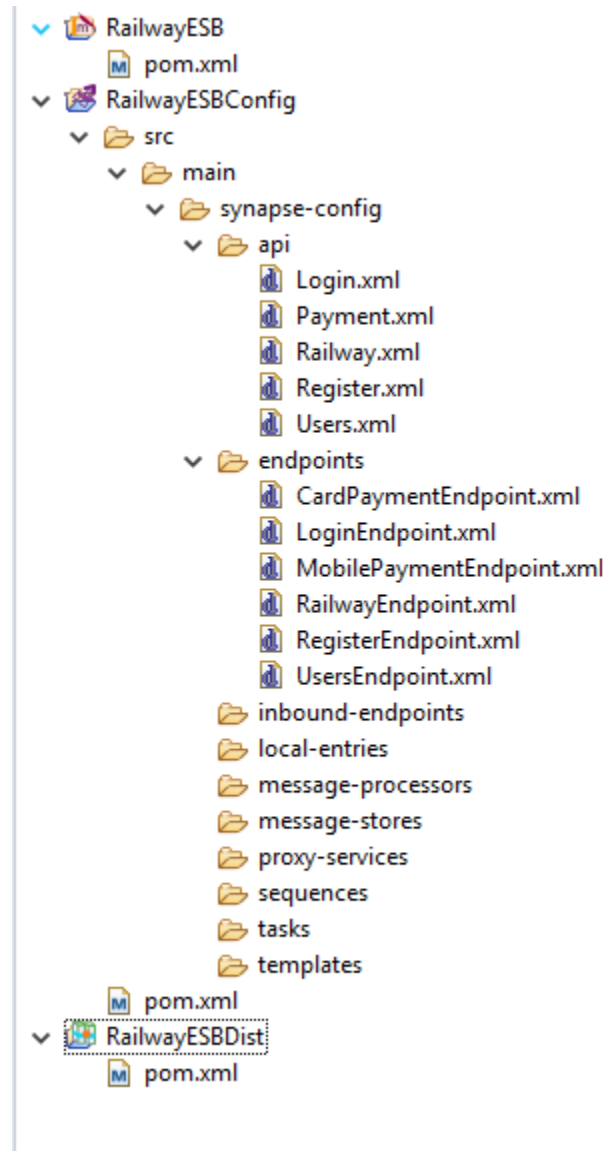 RailwayESB
pom.xml
RailwayESBConfig
src
main
synapse-config
api
Login.xml
Payment.xml
Railway.xml
Register.xml
Users.xml
endpoints
CardPaymentEndpoint.xml
LoginEndpoint.xml
MobilePaymentEndpoint.xml
RailwayEndpoint.xml
RegisterEndpoint.xml
UsersEndpoint.xml
inbound-endpoints
local-entries
message-processors
message-stores
proxy-services
sequences
tasks
templates
pom.xml
RailwayESBDist
pom.xml